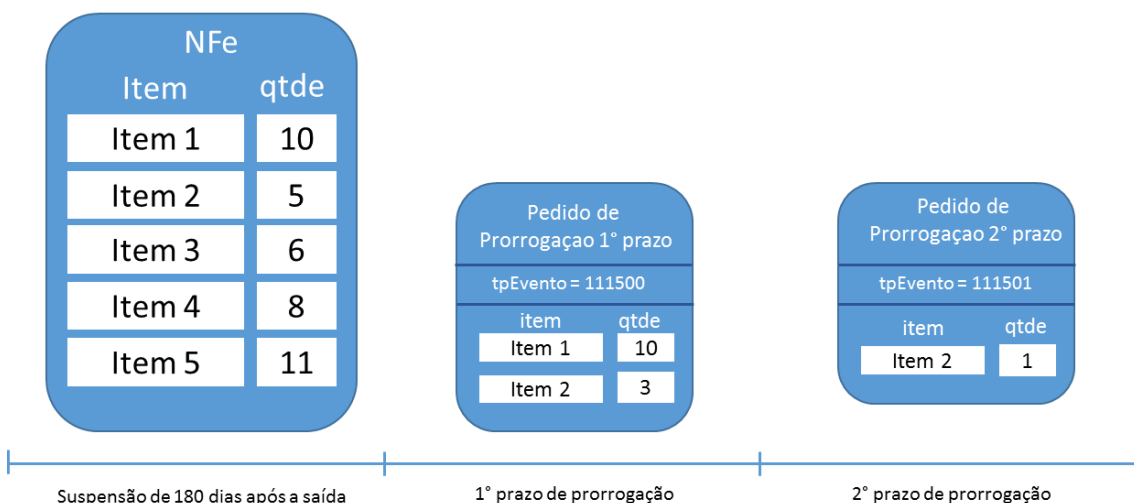 NFe
Item qtde
Item 1 10
Item 2 5
Item 3 6
Item 4 8
Item 5 11
Pedido de
Prorrogaçao 1° prazo
tpEvento = 111500
item qtde
Item 1 10
Item 2 3
Pedido de
Prorrogaçao 2° prazo
tpEvento = 111501
item qtde
Item 2 1
Suspensão de 180 dias após a saída
1° prazo de prorrogação
2° prazo de prorrogação